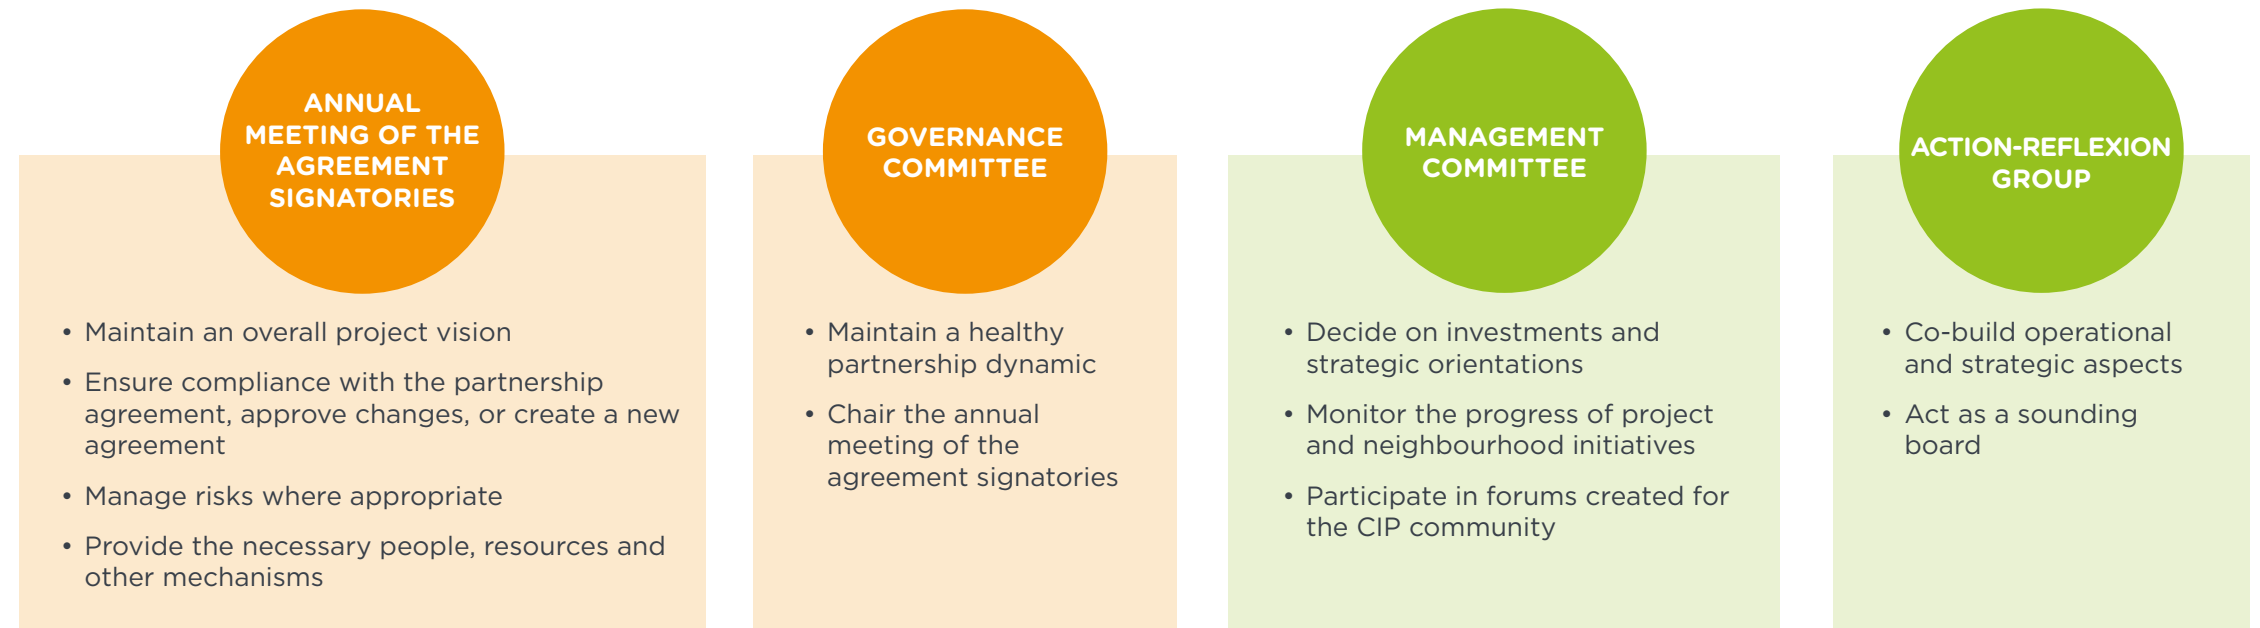 ANNUAL
MEETING OF THE
AGREEMENT
SIGNATORIES
• Maintain an overall project vision
• Ensure compliance with the partnership
agreement, approve changes, or create a new
agreement
• Manage risks where appropriate
• Provide the necessary people, resources and
other mechanisms
GOVERNANCE
COMMITTEE
• Maintain a healthy
partnership dynamic
• Chair the annual
meeting of the
agreement signatories
MANAGEMENT
COMMITTEE
• Decide on investments and
strategic orientations
• Monitor the progress of project
and neighbourhood initiatives
• Participate in forums created for
the CIP community
ACTION-REFLEXION
GROUP
• Co-build operational
and strategic aspects
• Act as a sounding
board